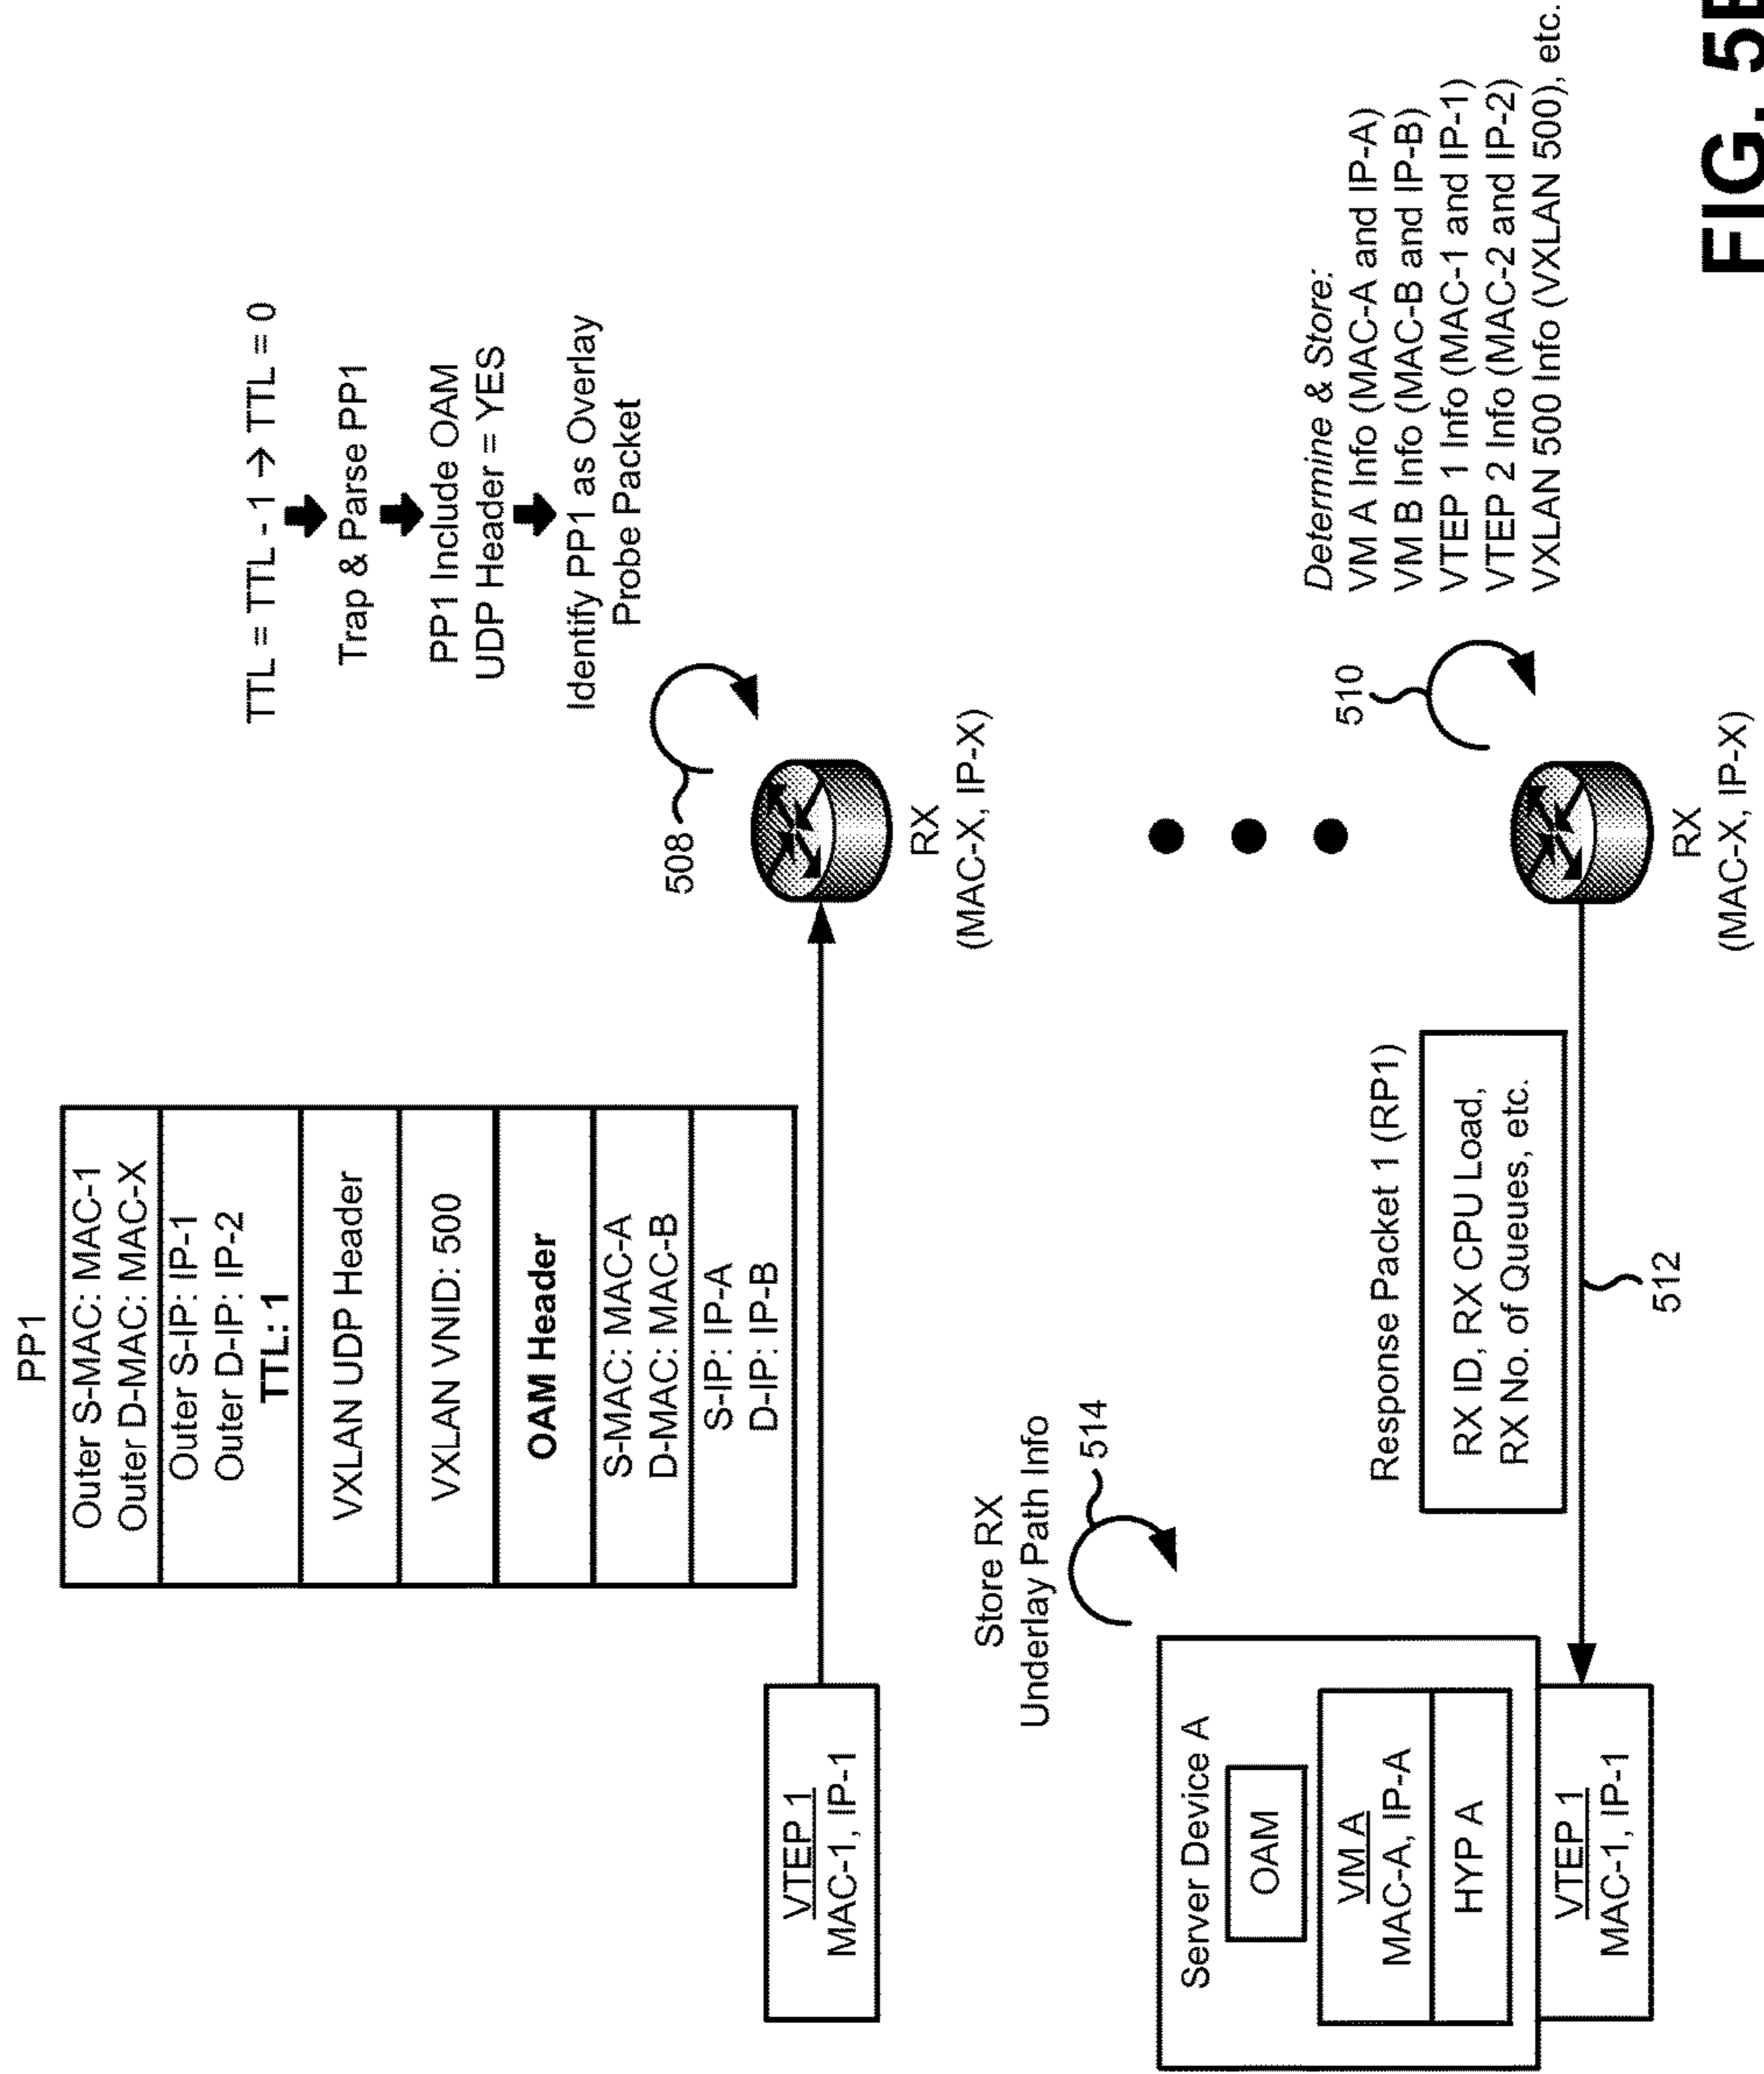 PP1
Outer S-MAC: MAC-1
Outer D-MAC: MAC-X
Outer S-IP: IP-1
Outer D-IP: IP-2
TTL: 1
VXLAN UDP Header
VXLAN VNID: 500
OAM Header
S-MAC: MAC-A
D-MAC: MAC-B
S-IP: IP-A
D-IP: IP-B
TTL = TTL - 1 → TTL = 0
Trap & Parse PP1
PP1 Include OAM
UDP Header = YES
Identify PP1 as Overlay
Probe Packet
508
VTEP 1
MAC-1, IP-1
RX
(MAC-X, IP-X)
Store RX
Underlay Path Info
514
Server Device A
OAM
VM A
MAC-A, IP-A
HYP A
VTEP 1
MAC-1, IP-1
Response Packet 1 (RP1)
RX ID, RX CPU Load,
RX No. of Queues, etc.
512
510
RX
(MAC-X, IP-X)
Determine & Store:
VM A Info (MAC-A and IP-A)
VM B Info (MAC-B and IP-B)
VTEP 1 Info (MAC-1 and IP-1)
VTEP 2 Info (MAC-2 and IP-2)
VXLAN 500 Info (VXLAN 500), etc.
FIG. 5B